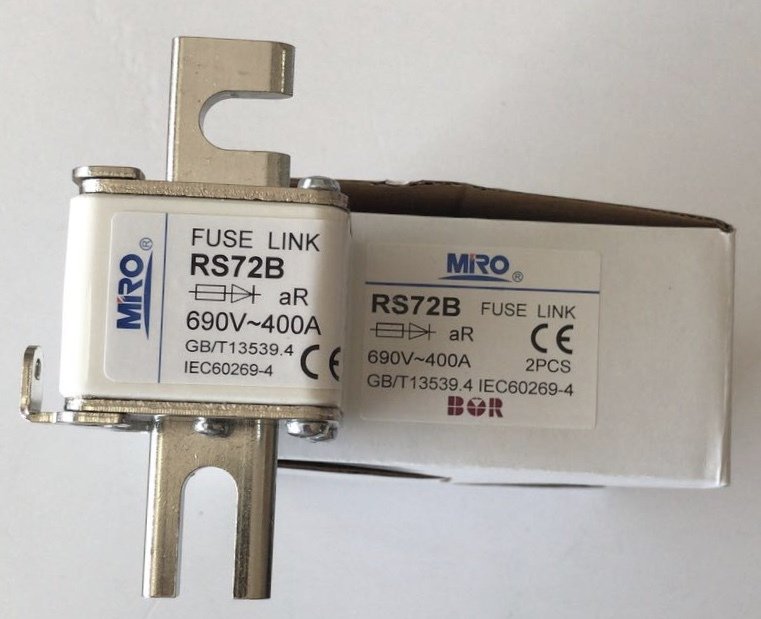 MIRO ®
FUSE LINK
RS72B
aR
690V~400A
GB/T13539.4
IEC60269-4
CE
MIRO ®
RS72B FUSE LINK
aR
CE
690V~400A 2PCS
GB/T13539.4 IEC60269-4
BOR